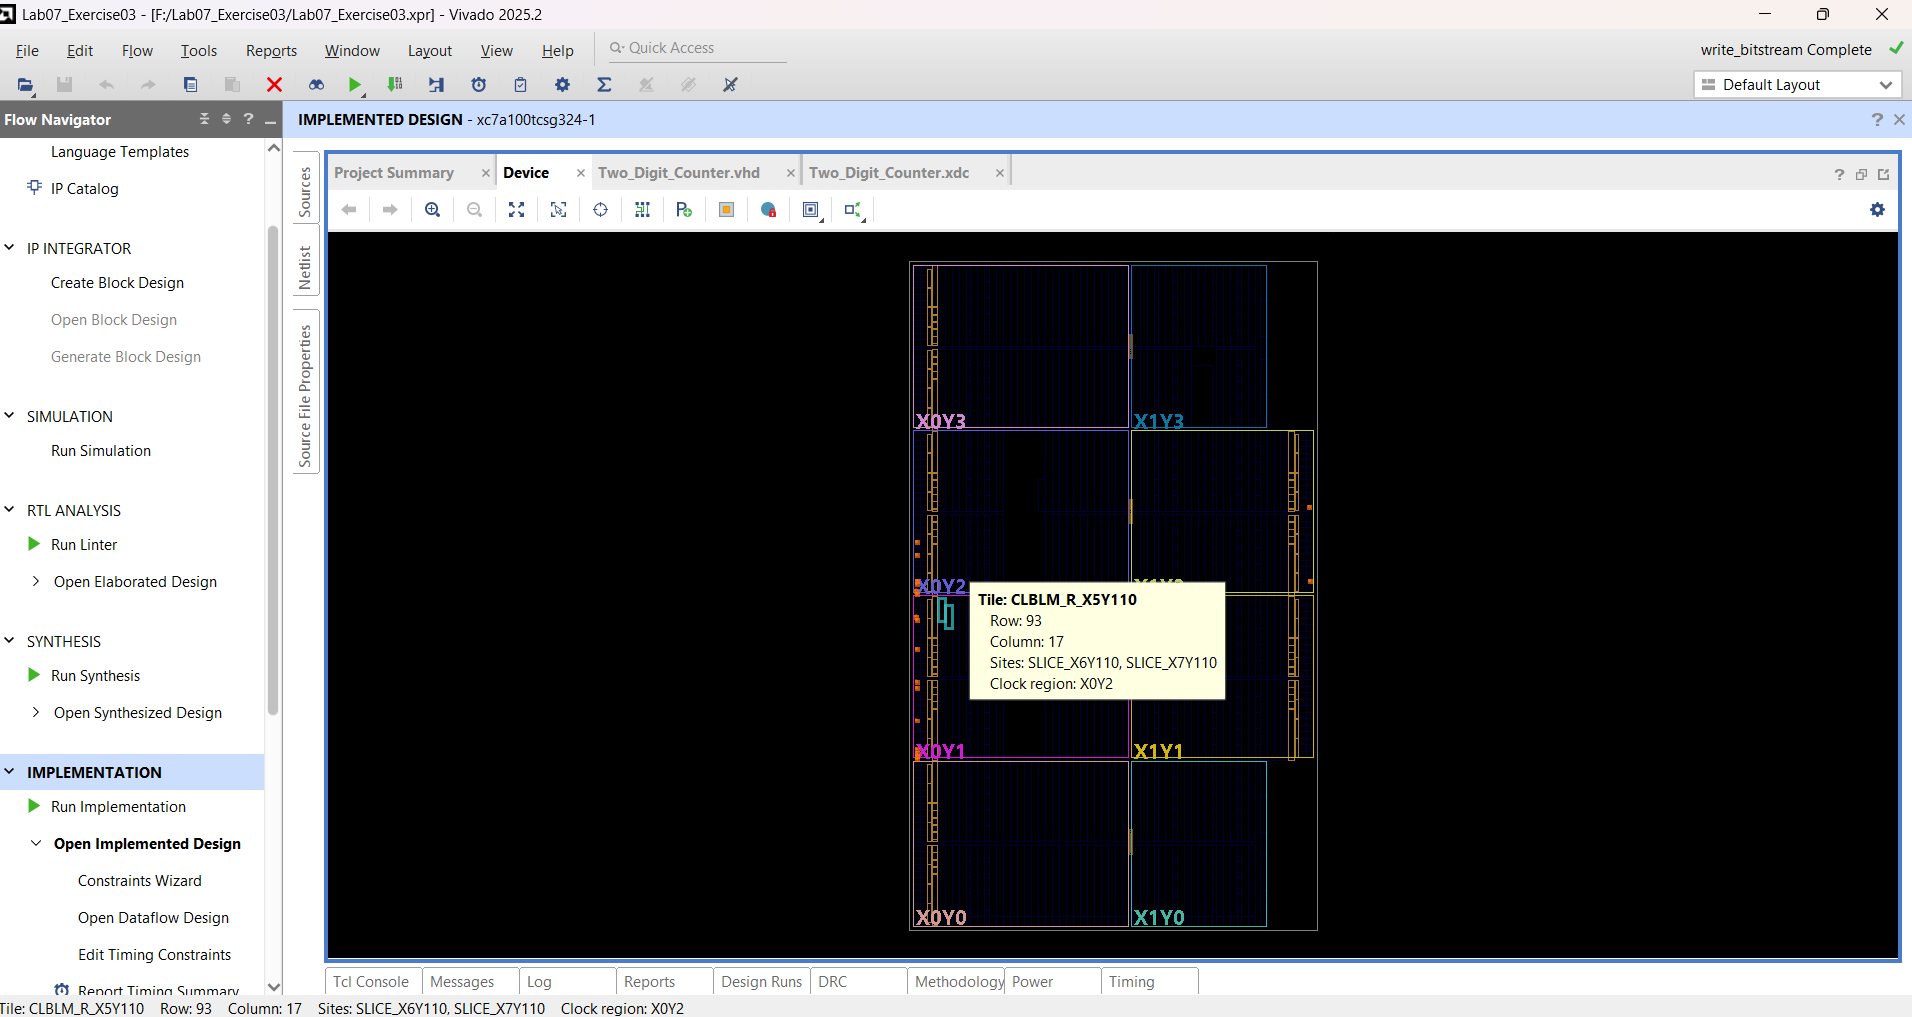 Lab07_Exercise03 - [F:/Lab07_Exercise03/Lab07_Exercise03.xpr] - Vivado 2025.2
File Edit Flow Tools Reports Window Layout View Help Quick Access
write_bitstream Complete
Default Layout
Flow Navigator
IMPLEMENTED DESIGN - xc7a100tcsg324-1
Language Templates
IP Catalog
IP INTEGRATOR
Create Block Design
Open Block Design
Generate Block Design
SIMULATION
Run Simulation
RTL ANALYSIS
Run Linter
Open Elaborated Design
SYNTHESIS
Run Synthesis
Open Synthesized Design
IMPLEMENTATION
Run Implementation
Open Implemented Design
Constraints Wizard
Open Dataflow Design
Edit Timing Constraints
Report Timing Summary
Sources
Netlist
Source File Properties
Project Summary Device Two_Digit_Counter.vhd Two_Digit_Counter.xdc
X0Y3 X1Y3
X0Y2
Tile: CLBLM_R_X5Y110
Row: 93
Column: 17
Sites: SLICE_X6Y110, SLICE_X7Y110
Clock region: X0Y2
X0Y1 X1Y1
X0Y0 X1Y0
Tcl Console Messages Log Reports Design Runs DRC Methodology Power Timing
Tile: CLBLM_R_X5Y110 Row: 93 Column: 17 Sites: SLICE_X6Y110, SLICE_X7Y110 Clock region: X0Y2